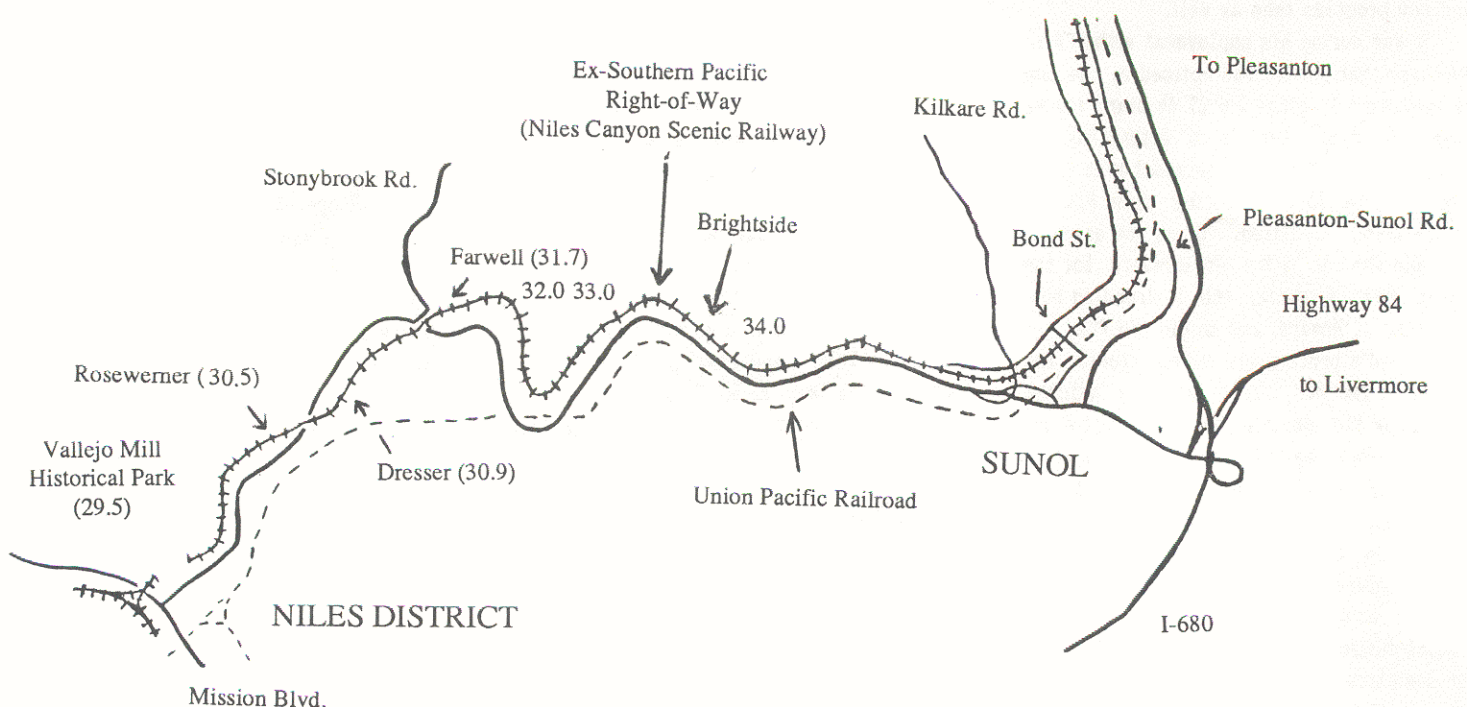 Ex-Southern Pacific
Right-of-Way
(Niles Canyon Scenic Railway)
To Pleasanton
Kilkare Rd.
Stonybrook Rd.
Brightside
Bond St.
Pleasanton-Sunol Rd.
Farwell (31.7)
32.0 33.0
34.0
Highway 84
to Livermore
Rosewerner (30.5)
Vallejo Mill
Historical Park
(29.5)
Dresser (30.9)
SUNOL
Union Pacific Railroad
NILES DISTRICT
I-680
Mission Blvd.